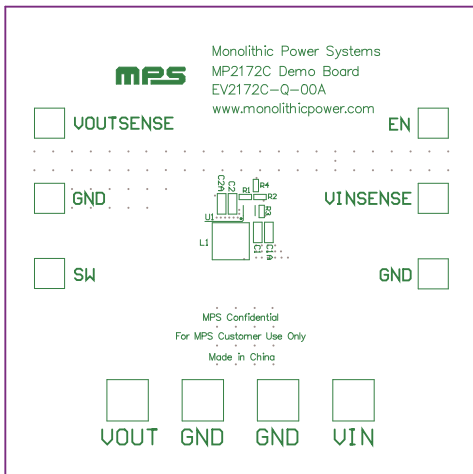 Monolithic Power Systems
mps
MP2172C Demo Board
EV2172C-Q-00A
www.monolithicpower.com
VOUTSENSE
EN
C2A
C2
R4
R1
R2
GND
VINSENSE
R3
U1
L1
C1
C1A
SW
GND
MPS Confidential
For MPS Customer Use Only
Made in China
VOUT GND GND VIN